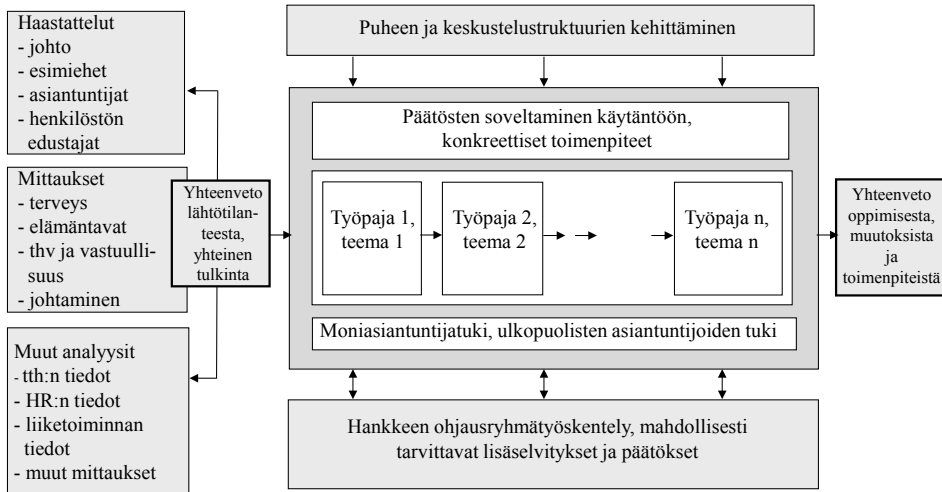 Haastattelut
- johto
- esimiehet
- asiantuntijat
- henkilöstön
edustajat
Mittaukset
- terveys
- elämäntavat
- thv ja vastuulli-
suus
- johtaminen
Muut analyysit
- tth:n tiedot
- HR:n tiedot
- liiketoiminnan
tiedot
- muut mittaukset
Yhteenveto
lähtötilan-
teesta,
yhteinen
tulkinta
Puheen ja keskustelustruktuurien kehittäminen
Päätösten soveltaminen käytäntöön,
konkreettiset toimenpiteet
Työpaja 1,
teema 1
Työpaja 2,
teema 2
Työpaja n,
teema n
Moniasiantuntijatuki, ulkopuolisten asiantuntijoiden tuki
Hankkeen ohjausryhmätyöskentely, mahdollisesti
tarvittavat lisäselvitykset ja päätökset
Yhteenveto
oppimisesta,
muutoksista
ja
toimenpiteistä